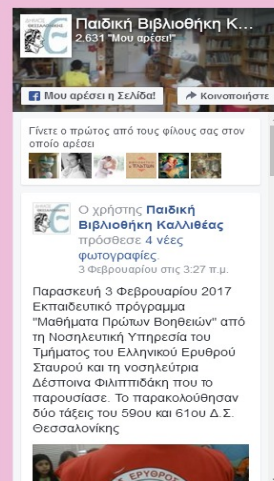 Παιδική Βιβλιοθήκη Κ...
2.631 "Μου αρέσει!"
ΔΗΜΟΣ
ΘΕΣΣΑΛΟΝΙΚΗΣ
Μου αρέσει η Σελίδα!
Κοινοποιήστε
Γίνετε ο πρώτος από τους φίλους σας στον
οποίο αρέσει
Ο χρήστης Παιδική
Βιβλιοθήκη Καλλιθέας
πρόσθεσε 4 νέες
φωτογραφίες.
3 Φεβρουαρίου στις 3:27 π.μ.
Παρασκευή 3 Φεβρουαρίου 2017
Εκπαιδευτικό πρόγραμμα
"Μαθήματα Πρώτων Βοηθειών" από
τη Νοσηλευτική Υπηρεσία του
Τμήματος του Ελληνικού Ερυθρού
Σταυρού και τη νοσηλεύτρια
Δέσποινα Φιλιππιδάκη που το
παρουσίασε. Το παρακολούθησαν
δύο τάξεις του 59ου και 61ου Δ.Σ.
Θεσσαλονίκης